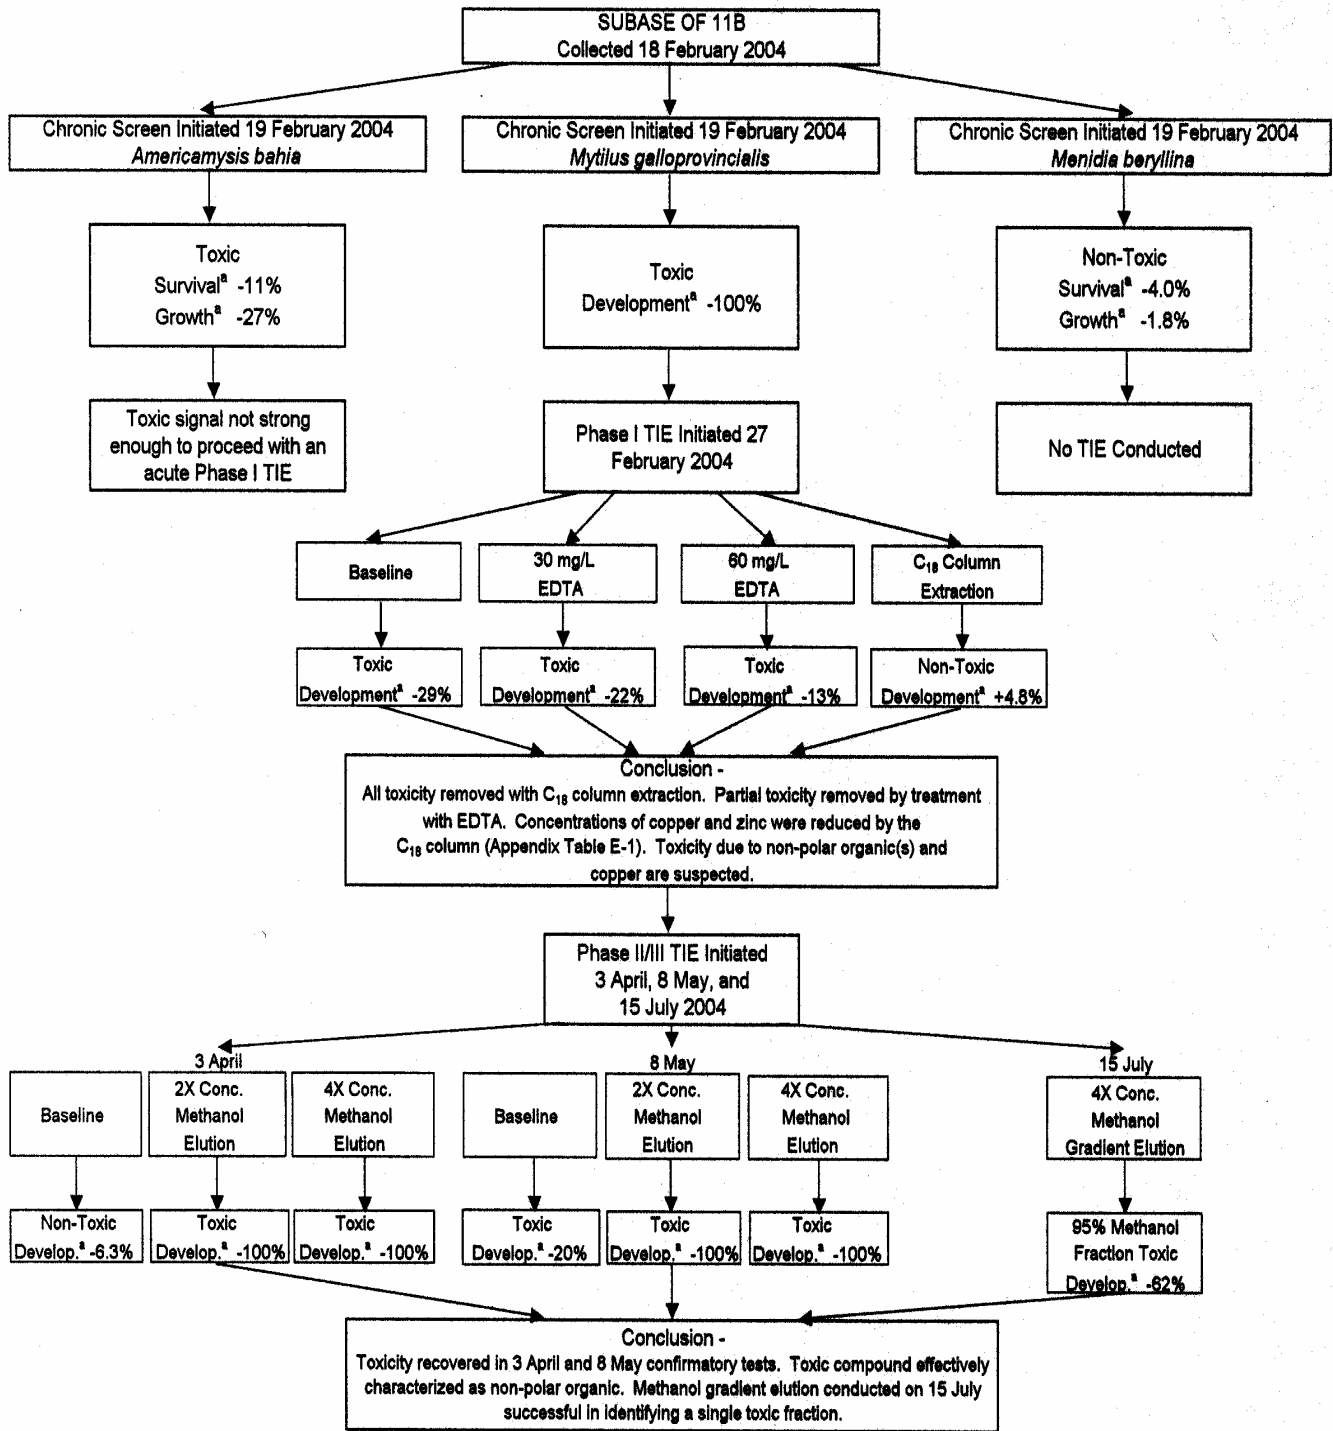 SUBASE OF 11B
Collected 18 February 2004
Chronic Screen Initiated 19 February 2004
Americamysis bahia
Chronic Screen Initiated 19 February 2004
Mytilus galloprovincialis
Chronic Screen Initiated 19 February 2004
Menidia beryllina
Toxic
Survivalᵃ -11%
Growthᵃ -27%
Toxic
Developmentᵃ -100%
Non-Toxic
Survivalᵃ -4.0%
Growthᵃ -1.8%
Toxic signal not strong
enough to proceed with an
acute Phase I TIE
Phase I TIE Initiated 27
February 2004
No TIE Conducted
Baseline
30 mg/L
EDTA
60 mg/L
EDTA
C₁₈ Column
Extraction
Toxic
Developmentᵃ -29%
Toxic
Developmentᵃ -22%
Toxic
Developmentᵃ -13%
Non-Toxic
Developmentᵃ +4.8%
Conclusion -
All toxicity removed with C₁₈ column extraction. Partial toxicity removed by treatment
with EDTA. Concentrations of copper and zinc were reduced by the
C₁₈ column (Appendix Table E-1). Toxicity due to non-polar organic(s) and
copper are suspected.
Phase II/III TIE Initiated
3 April, 8 May, and
15 July 2004
3 April
8 May
15 July
Baseline
2X Conc.
Methanol
Elution
4X Conc.
Methanol
Elution
Baseline
2X Conc.
Methanol
Elution
4X Conc.
Methanol
Elution
4X Conc.
Methanol
Gradient Elution
Non-Toxic
Develop.ᵃ -6.3%
Toxic
Develop.ᵃ -100%
Toxic
Develop.ᵃ -100%
Toxic
Develop.ᵃ -20%
Toxic
Develop.ᵃ -100%
Toxic
Develop.ᵃ -100%
95% Methanol
Fraction Toxic
Develop.ᵃ -62%
Conclusion -
Toxicity recovered in 3 April and 8 May confirmatory tests. Toxic compound effectively
characterized as non-polar organic. Methanol gradient elution conducted on 15 July
successful in identifying a single toxic fraction.